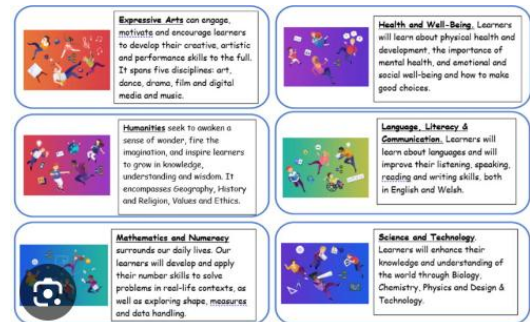 Expressive Arts can engage,
motivate and encourage learners
to develop their creative, artistic
and performance skills to the full.
It spans five disciplines: art,
dance, drama, film and digital
media and music.
Health and Well-Being. Learners
will learn about physical health and
development, the importance of
mental health, and emotional and
social well-being and how to make
good choices.
Humanities seek to awaken a
sense of wonder, fire the
imagination, and inspire learners
to grow in knowledge,
understanding and wisdom. It
encompasses Geography, History
and Religion, Values and Ethics.
Language, Literacy &
Communication. Learners will
learn about languages and will
improve their listening, speaking,
reading and writing skills, both
in English and Welsh.
Mathematics and Numeracy
surrounds our daily lives. Our
learners will develop and apply
their number skills to solve
problems in real-life contexts, as
well as exploring shape, measures
and data handling.
Science and Technology.
Learners will enhance their
knowledge and understanding of
the world through Biology,
Chemistry, Physics and Design &
Technology.